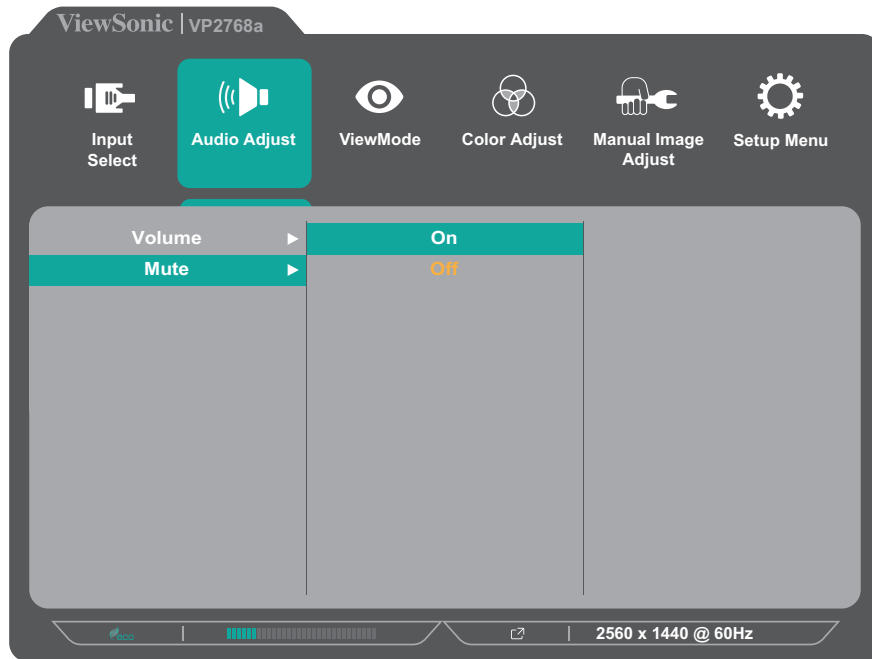 ViewSonic | VP2768a
Input Select
Audio Adjust
ViewMode
Color Adjust
Manual Image Adjust
Setup Menu
Volume
On
Mute
Off
eco
2560 x 1440 @ 60Hz